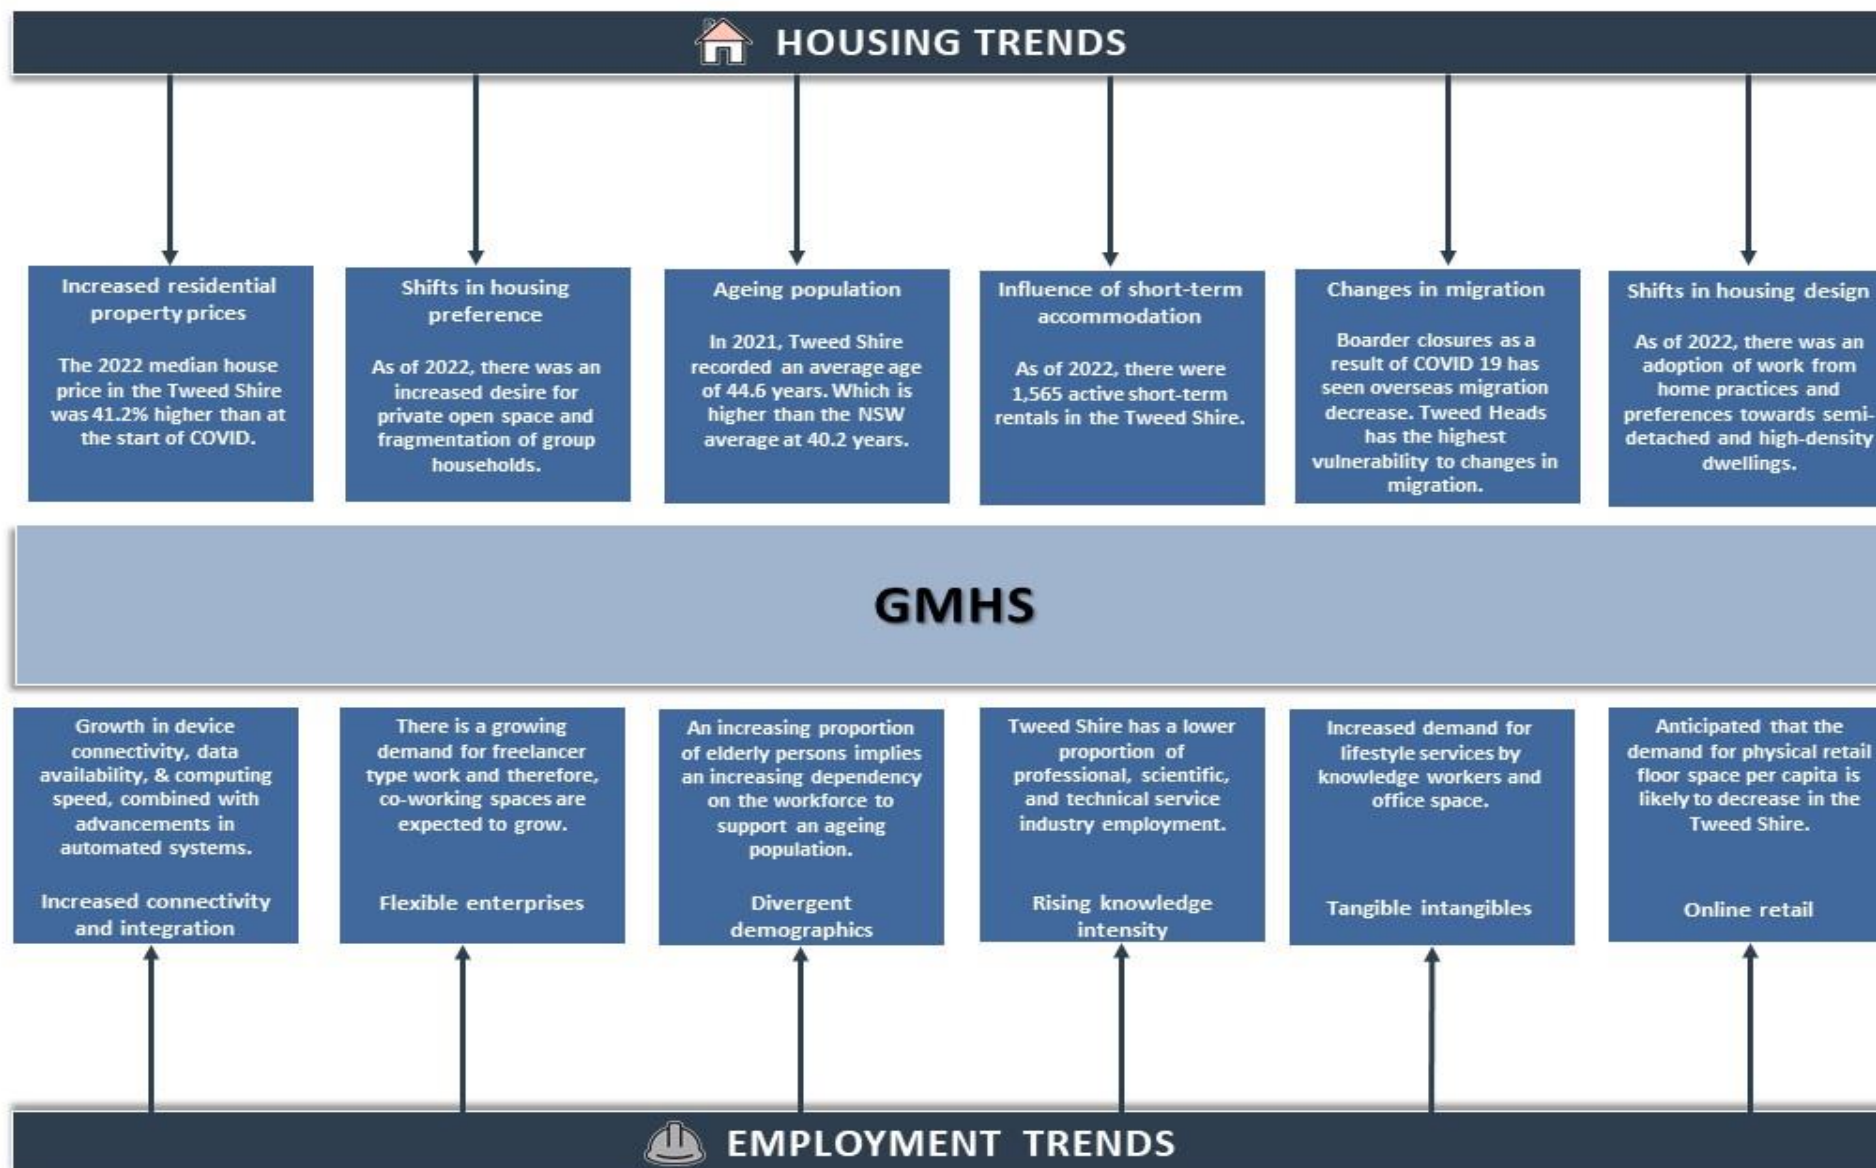 HOUSING TRENDS
Increased residential
property prices
The 2022 median house
price in the Tweed Shire
was 41.2% higher than at
the start of COVID.
Shifts in housing
preference
As of 2022, there was an
increased desire for
private open space and
fragmentation of group
households.
Ageing population
In 2021, Tweed Shire
recorded an average age
of 44.6 years. Which is
higher than the NSW
average at 40.2 years.
Influence of short-term
accommodation
As of 2022, there were
1,565 active short-term
rentals in the Tweed Shire.
Changes in migration
Boarder closures as a
result of COVID 19 has
seen overseas migration
decrease. Tweed Heads
has the highest
vulnerability to changes in
migration.
Shifts in housing design
As of 2022, there was an
adoption of work from
home practices and
preferences towards semi-
detached and high-density
dwellings.
GMHS
Growth in device
connectivity, data
availability, & computing
speed, combined with
advancements in
automated systems.
Increased connectivity
and integration
There is a growing
demand for freelancer
type work and therefore,
co-working spaces are
expected to grow.
Flexible enterprises
An increasing proportion
of elderly persons implies
an increasing dependency
on the workforce to
support an ageing
population.
Divergent
demographics
Tweed Shire has a lower
proportion of
professional, scientific,
and technical service
industry employment.
Rising knowledge
intensity
Increased demand for
lifestyle services by
knowledge workers and
office space.
Tangible intangibles
Anticipated that the
demand for physical retail
floor space per capita is
likely to decrease in the
Tweed Shire.
Online retail
EMPLOYMENT TRENDS